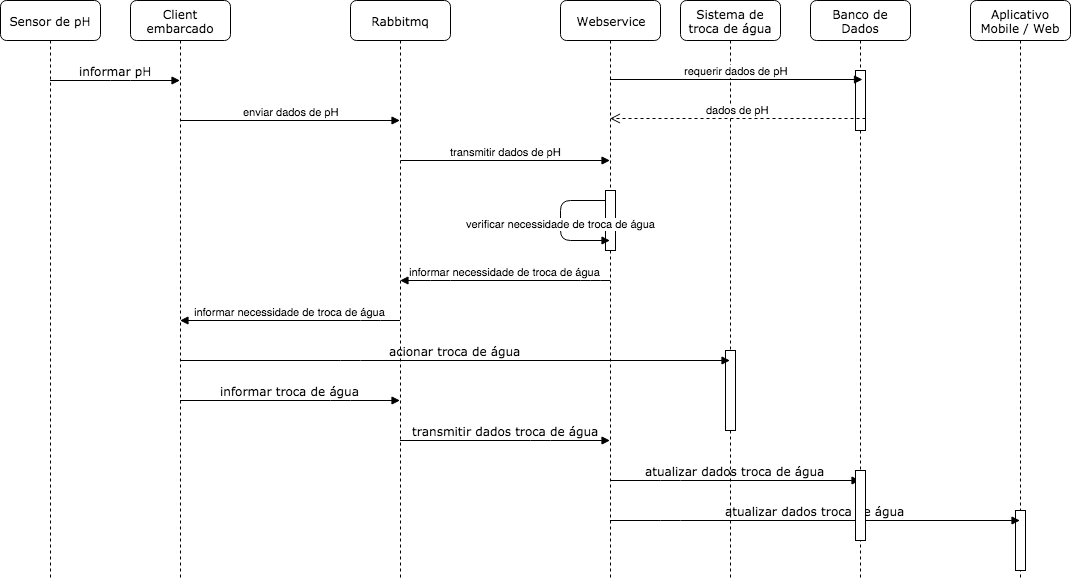 Sensor de pH
Client
embarcado
Rabbitmq
Webservice
Sistema de
troca de água
Banco de
Dados
Aplicativo
Mobile / Web
informar pH
requerir dados de pH
enviar dados de pH
dados de pH
transmitir dados de pH
verificar necessidade de troca de água
informar necessidade de troca de água
informar necessidade de troca de água
acionar troca de água
informar troca de água
transmitir dados troca de água
atualizar dados troca de água
atualizar dados troca de água